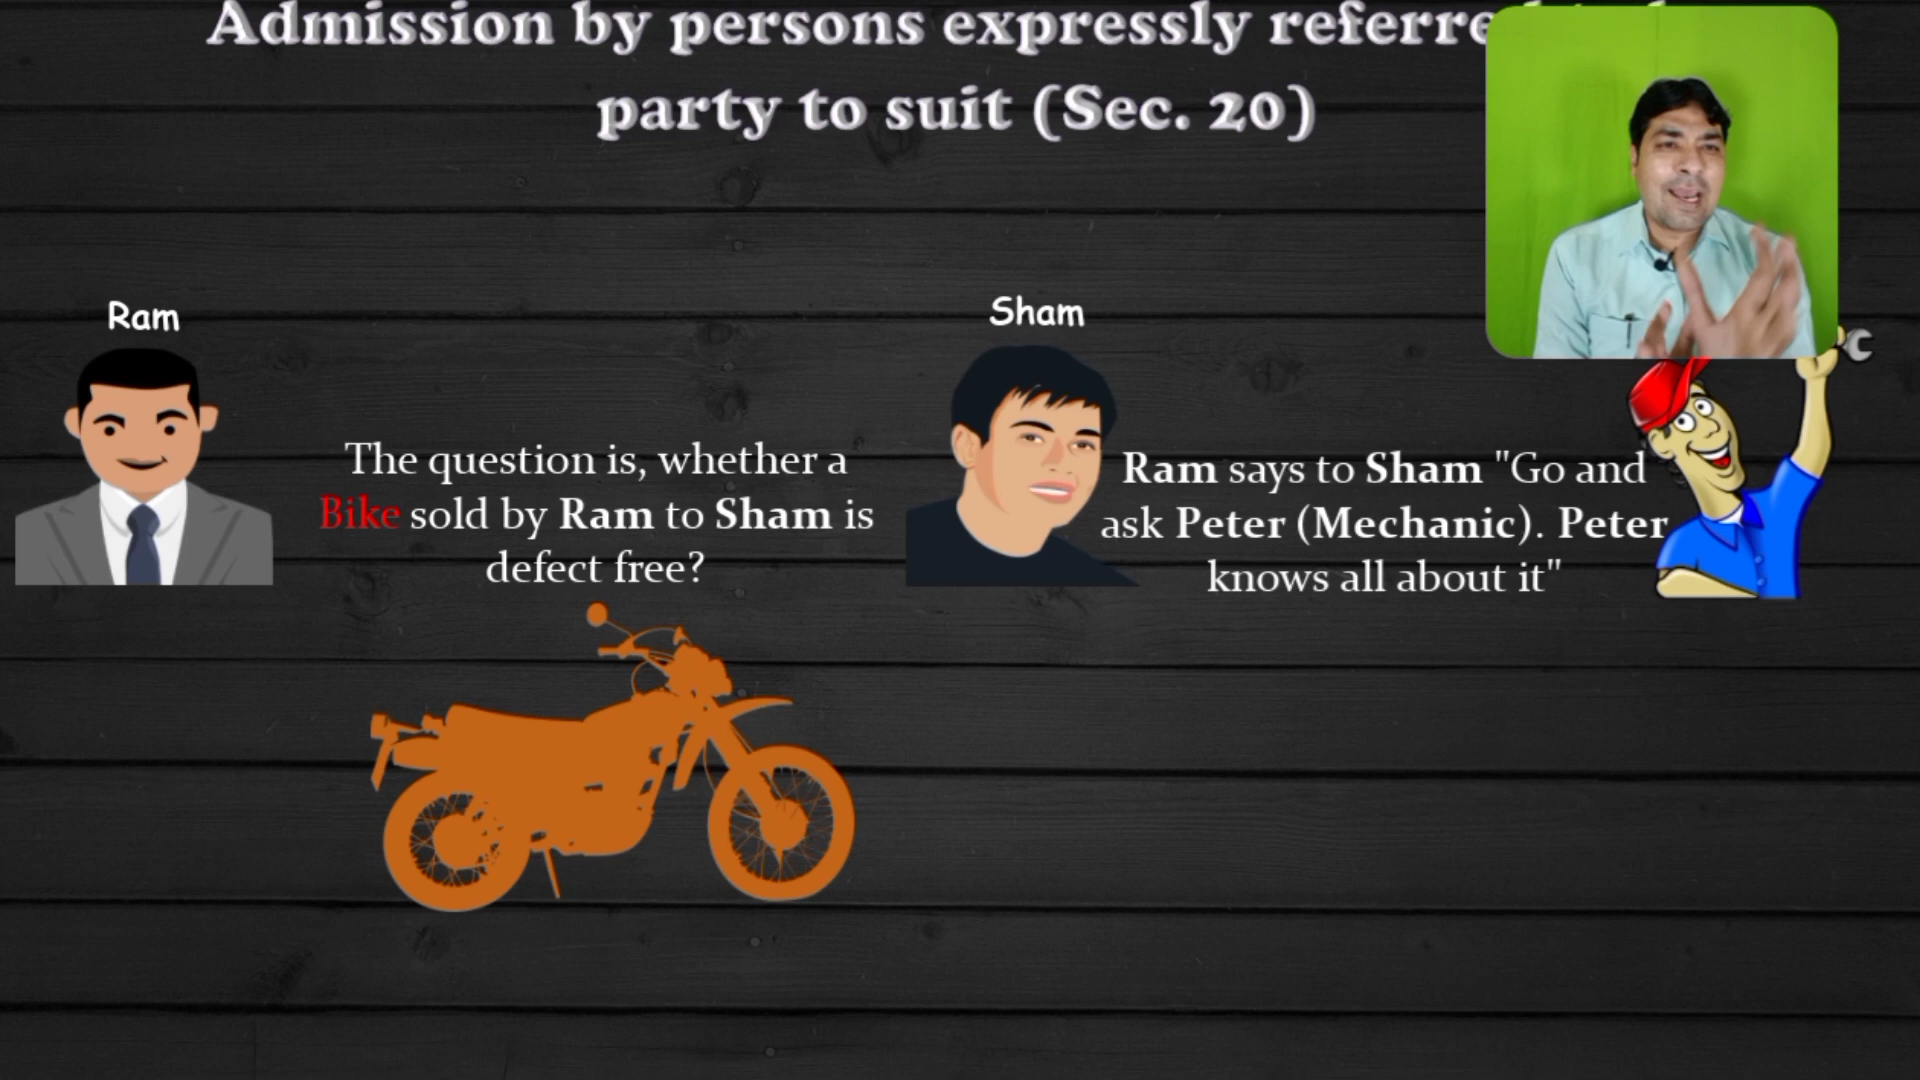 Admission by persons expressly
party to suit (Sec. 20)
Ram
Sham
The question is, whether a
Bike sold by Ram to Sham is
defect free?
Ram says to Sham "Go and
ask Peter (Mechanic). Peter
knows all about it"